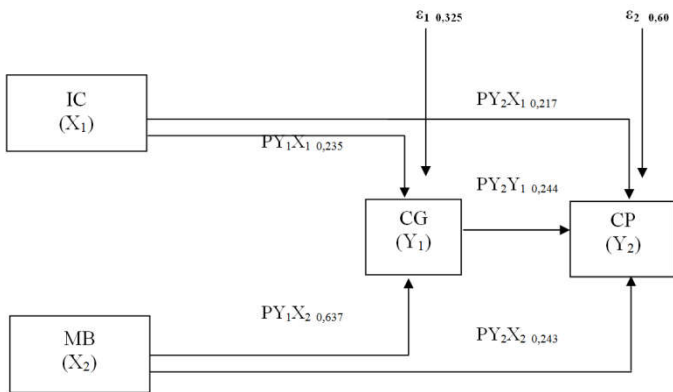 ε₁ 0,325
ε₂ 0,60
IC
(X₁)
PY₂X₁ 0,217
PY₁X₁ 0,235
PY₂Y₁ 0,244
CG
(Y₁)
CP
(Y₂)
PY₁X₂ 0,637
MB
(X₂)
PY₂X₂ 0,243